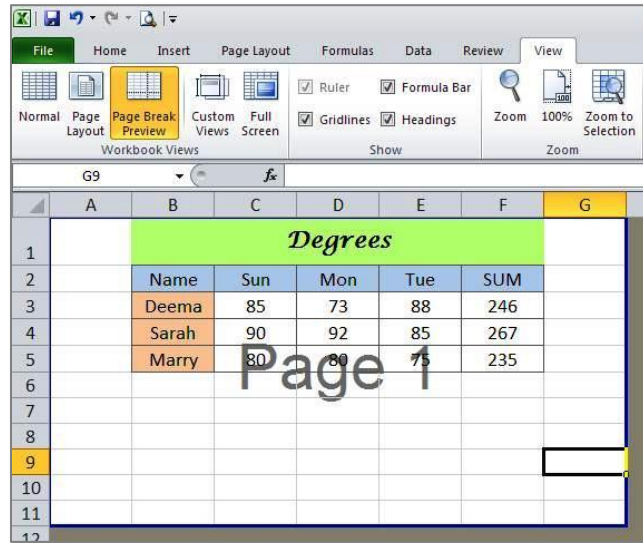 File Home Insert Page Layout Formulas Data Review View
Normal Page Layout Page Break Preview Custom Views Full Screen Ruler Formula Bar Zoom 100% Zoom to Selection
Gridlines Headings
Workbook Views Show Zoom
G9 fx
A B C D E F G
1 Degrees
2 Name Sun Mon Tue SUM
3 Deema 85 73 88 246
4 Sarah 90 92 85 267
5 Marry 80 80 75 235
Page 1
6
7
8
9
10
11
12